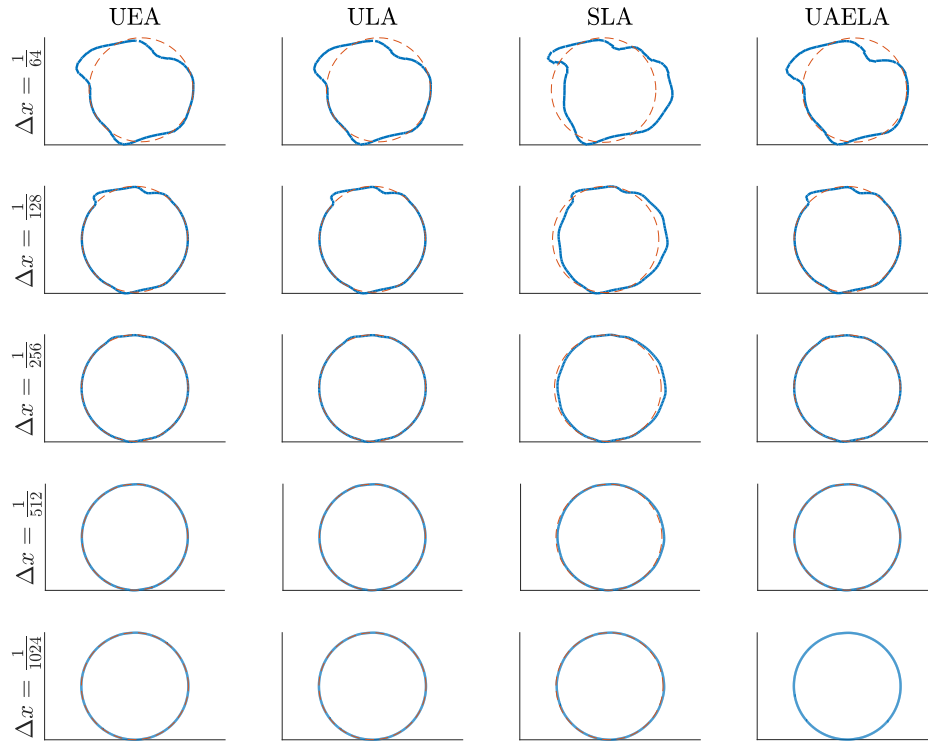 UEA ULA SLA UAELA
Δx = 1/64
Δx = 1/128
Δx = 1/256
Δx = 1/512
Δx = 1/1024